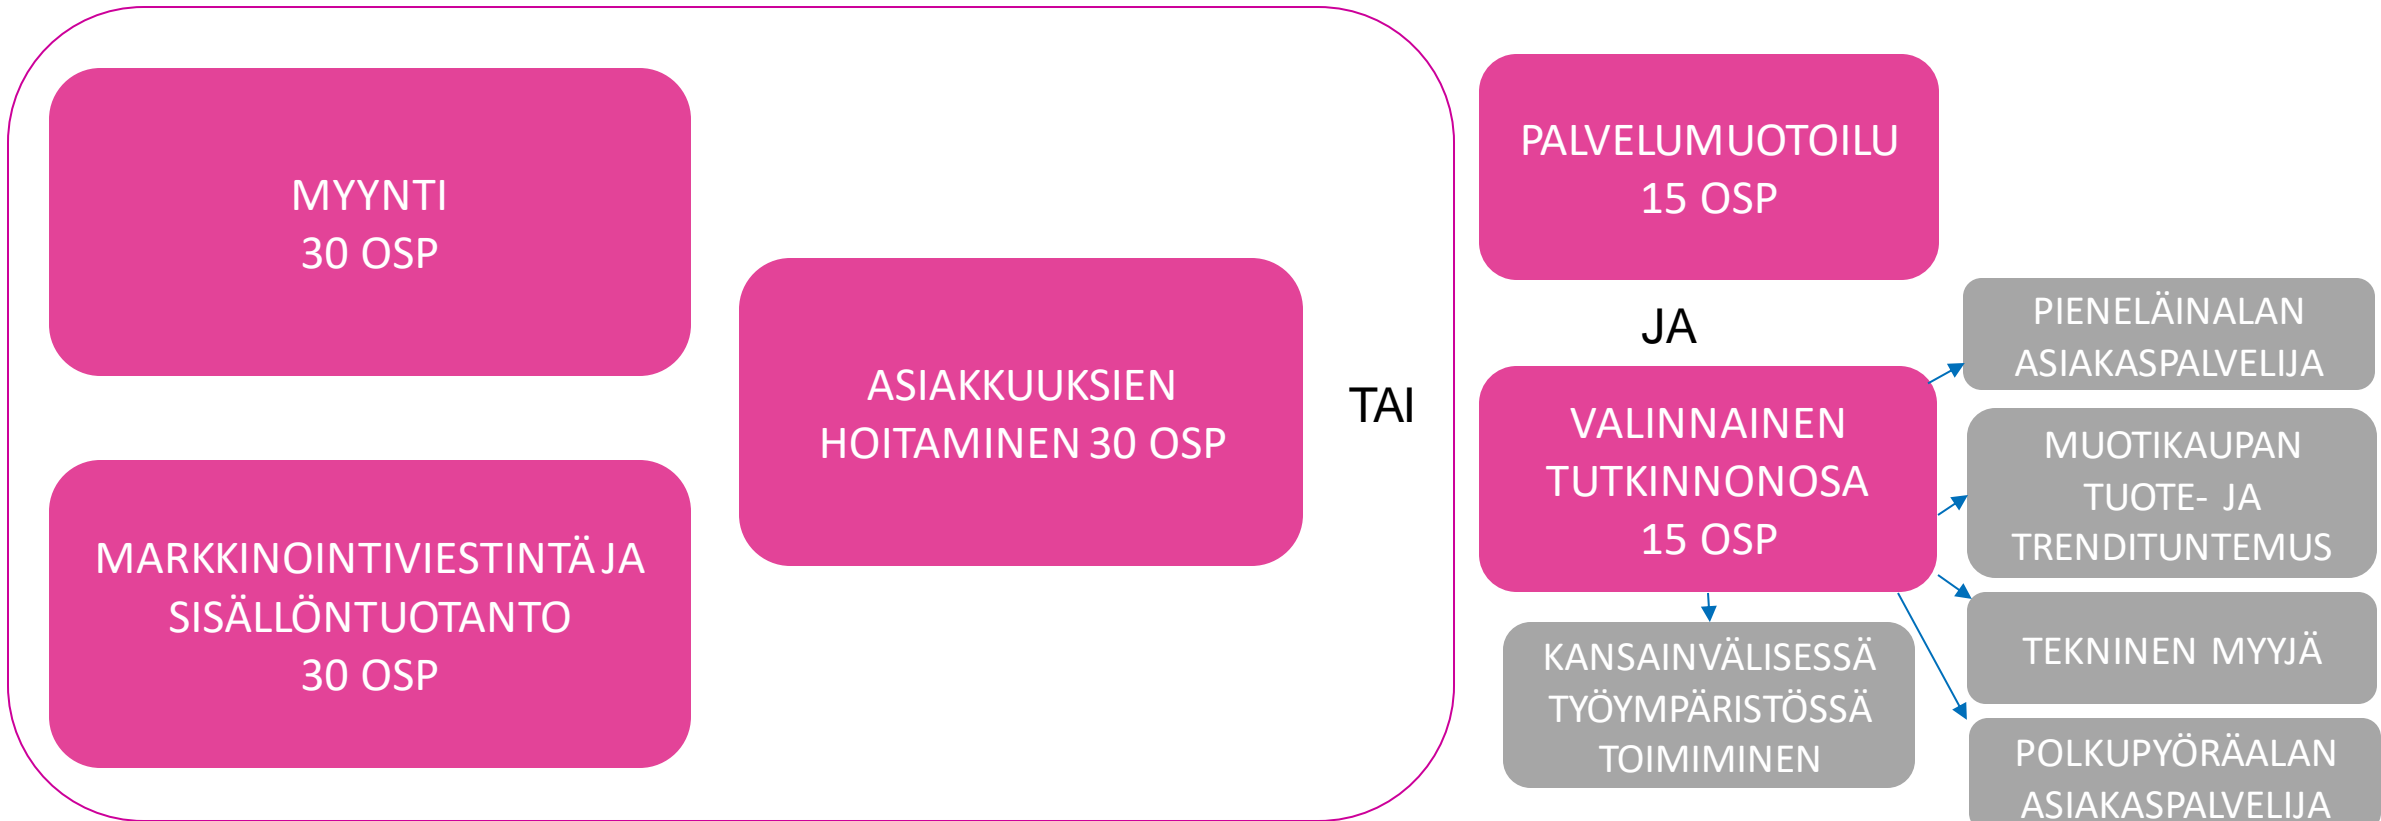 MYYNTI
30 OSP
MARKKINOINTIVIESTINTÄ JA
SISÄLLÖNTUOTANTO
30 OSP
ASIAKKUUKSIEN
HOITAMINEN 30 OSP
TAI
PALVELUMUOTOILU
15 OSP
JA
VALINNAINEN
TUTKINNONOSA
15 OSP
KANSAINVÄLISESSÄ
TYÖYMPÄRISTÖSSÄ
TOIMIMINEN
PIENELÄINALAN
ASIAKASPALVELIJA
MUOTIKAUPAN
TUOTE- JA
TRENDITUNTEMUS
TEKNINEN MYYJÄ
POLKUPYÖRÄALAN
ASIAKASPALVELIJA